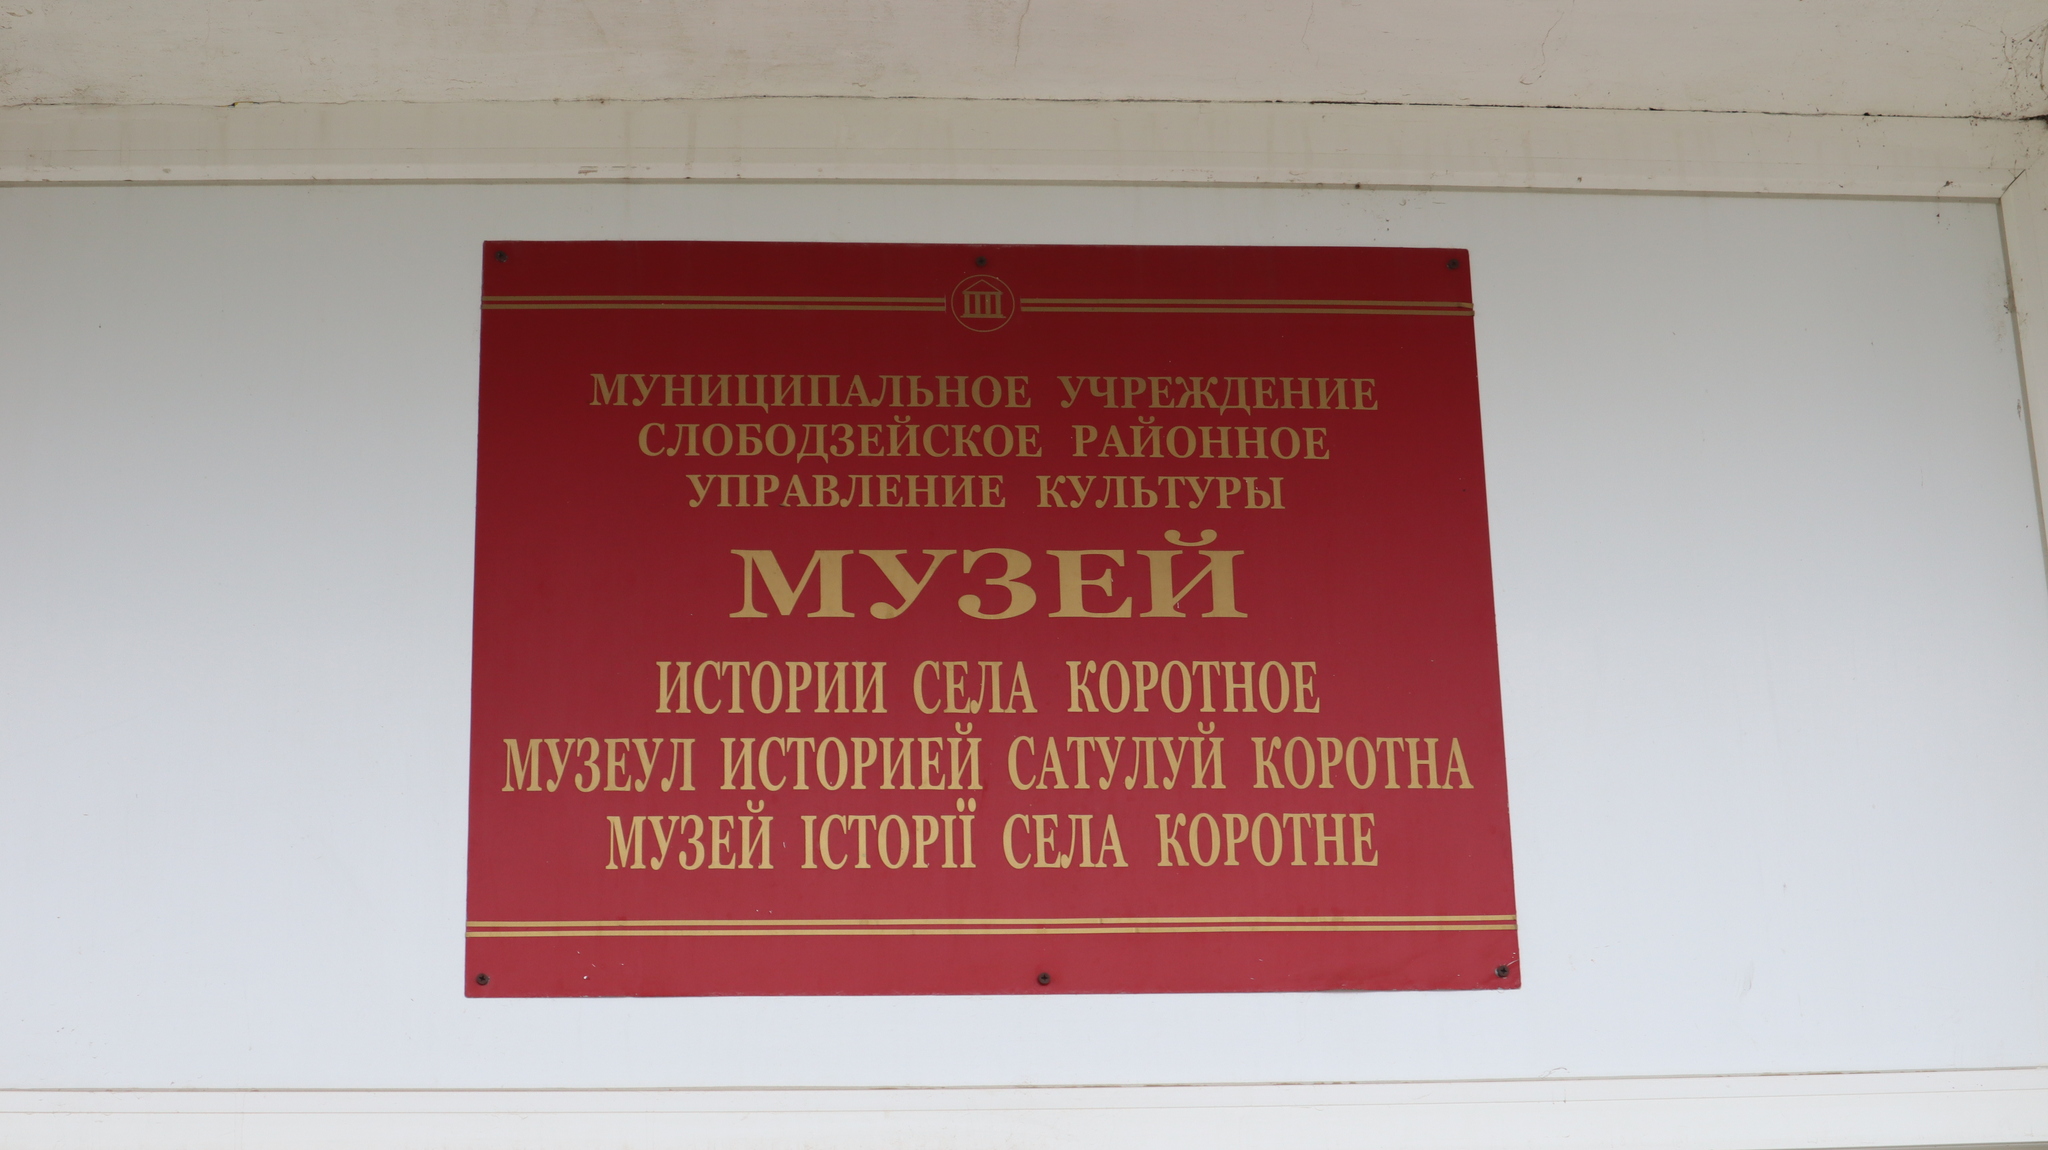 МУНИЦИПАЛЬНОЕ УЧРЕЖДЕНИЕ
СЛОБОДЗЕЙСКОЕ РАЙОННОЕ
УПРАВЛЕНИЕ КУЛЬТУРЫ
МУЗЕЙ
ИСТОРИИ СЕЛА КОРОТНОЕ
МУЗЕУЛ ИСТОРИЕЙ САТУЛУЙ КОРОТНА
МУЗЕЙ ІСТОРІЇ СЕЛА КОРОТНЕ